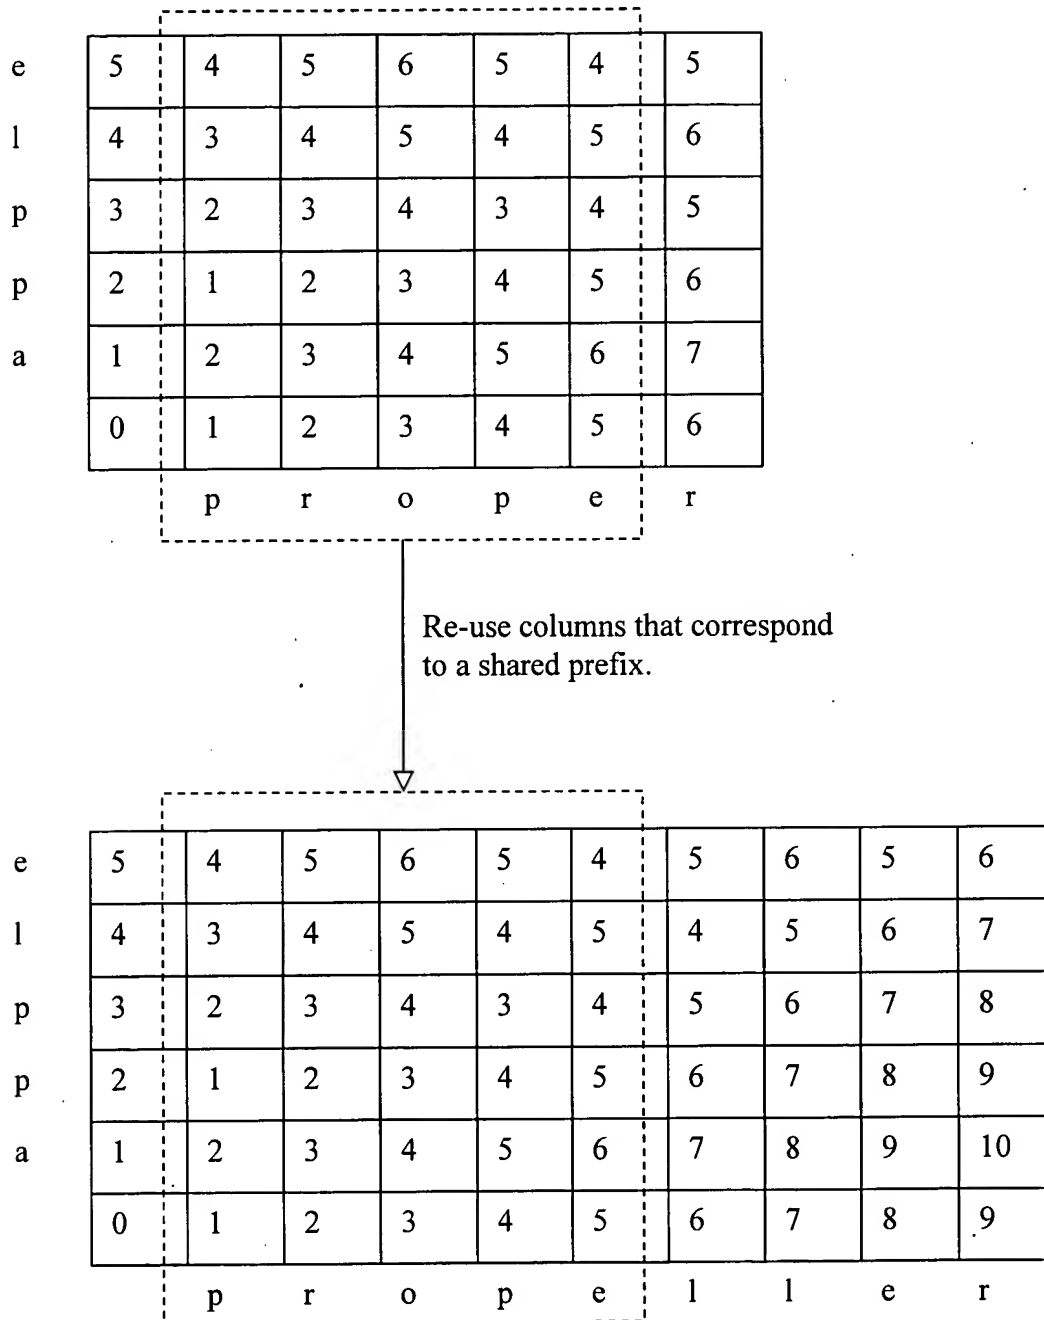 e 5 4 5 6 5 4 5
l 4 3 4 5 4 5 6
p 3 2 3 4 3 4 5
p 2 1 2 3 4 5 6
a 1 2 3 4 5 6 7
0 1 2 3 4 5 6
p r o p e r
Re-use columns that correspond
to a shared prefix.
e 5 4 5 6 5 4 5 6 5 6
l 4 3 4 5 4 5 4 5 6 7
p 3 2 3 4 3 4 5 6 7 8
p 2 1 2 3 4 5 6 7 8 9
a 1 2 3 4 5 6 7 8 9 10
0 1 2 3 4 5 6 7 8 9
p r o p e l l e r